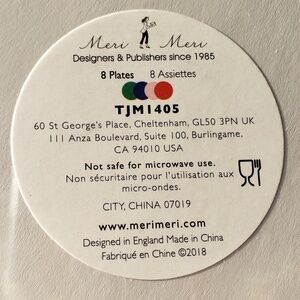 Meri Meri
Designers & Publishers since 1985
8 Plates 8 Assiettes
TJM1405
60 St George's Place, Cheltenham, GL50 3PN UK
111 Anza Boulevard, Suite 100, Burlingame,
CA 94010 USA
Not safe for microwave use.
Non sécuritaire pour l'utilisation aux
micro-ondes.
CITY, CHINA 07019
www.merimeri.com
Designed in England Made in China
Fabriqué en Chine ©2018